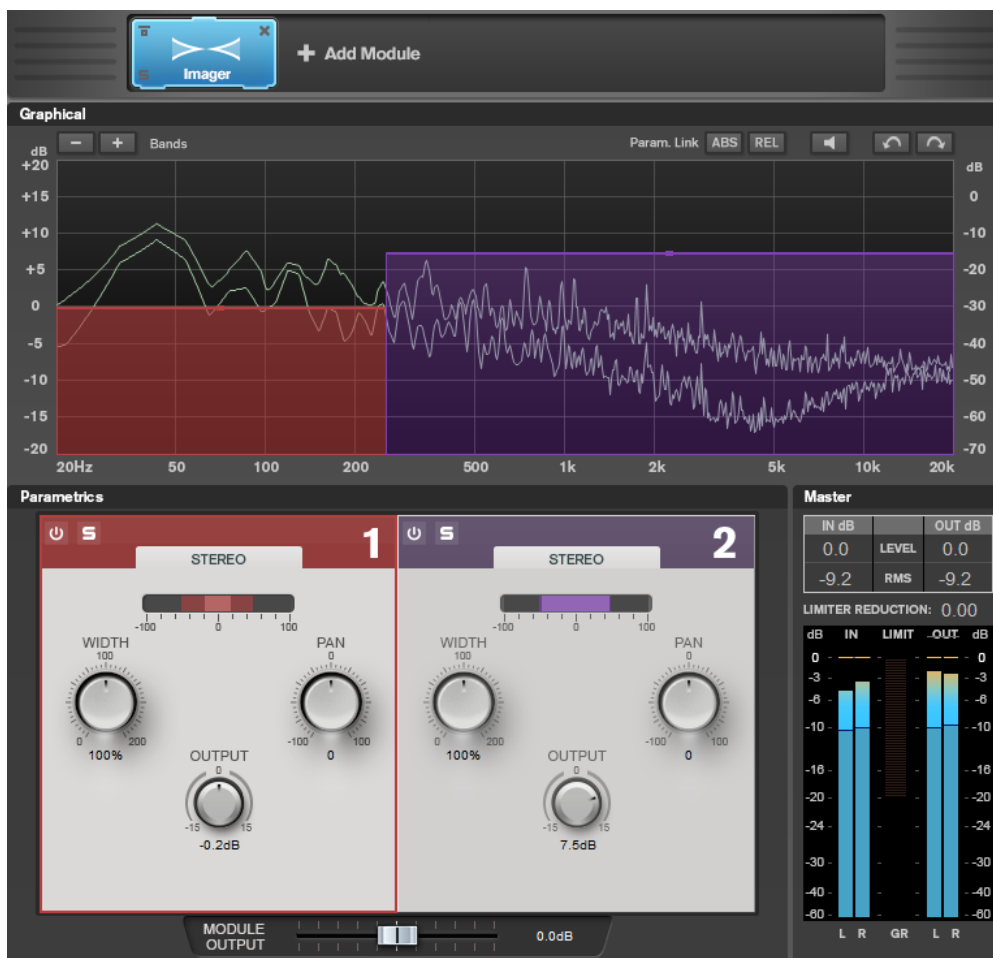 S
Imager
+ Add Module
Graphical
- + Bands Param. Link ABS REL
dB dB
+20
+15 0
+10 -10
+5 -20
0 -30
-5 -40
-10 -50
-15 -60
-20 -70
20Hz 50 100 200 500 1k 2k 5k 10k 20k
Parametrics Master
S 1 S 2
STEREO STEREO
-100 0 100 -100 0 100
WIDTH PAN WIDTH PAN
100 0 100 0
0 200 -100 100 0 200 -100 100
100% 0 100% 0
OUTPUT OUTPUT
0 0
-15 15 -15 15
-0.2dB 7.5dB
MODULE OUTPUT 0.0dB
IN dB OUT dB
0.0 LEVEL 0.0
-9.2 RMS -9.2
LIMITER REDUCTION: 0.00
dB IN LIMIT OUT dB
0 0
-3 -3
-6 -6
-10 -10
-16 -16
-20 -20
-24 -24
-30 -30
-40 -40
-60 -60
L R GR L R